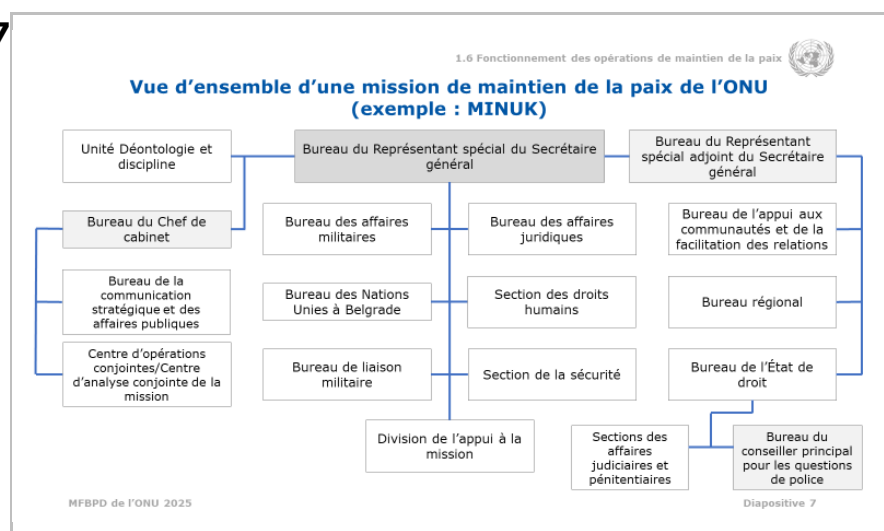 7
1.6 Fonctionnement des opérations de maintien de la paix
Vue d’ensemble d’une mission de maintien de la paix de l’ONU
(exemple : MINUK)
Unité Déontologie et
discipline
Bureau du Représentant spécial du Secrétaire
général
Bureau du Représentant
spécial adjoint du Secrétaire
général
Bureau du Chef de
cabinet
Bureau des affaires
militaires
Bureau des affaires
juridiques
Bureau de l’appui aux
communautés et de la
facilitation des relations
Bureau de la
communication
stratégique et des
affaires publiques
Bureau des Nations
Unies à Belgrade
Section des droits
humains
Bureau régional
Centre d’opérations
conjointes/Centre
d’analyse conjointe de la
mission
Bureau de liaison
militaire
Section de la sécurité
Bureau de l’État de
droit
Division de l’appui à la
mission
Sections des
affaires
judiciaires et
pénitentiaires
Bureau du
conseiller principal
pour les questions
de police
MFBPD de l’ONU 2025
Diapositive 7